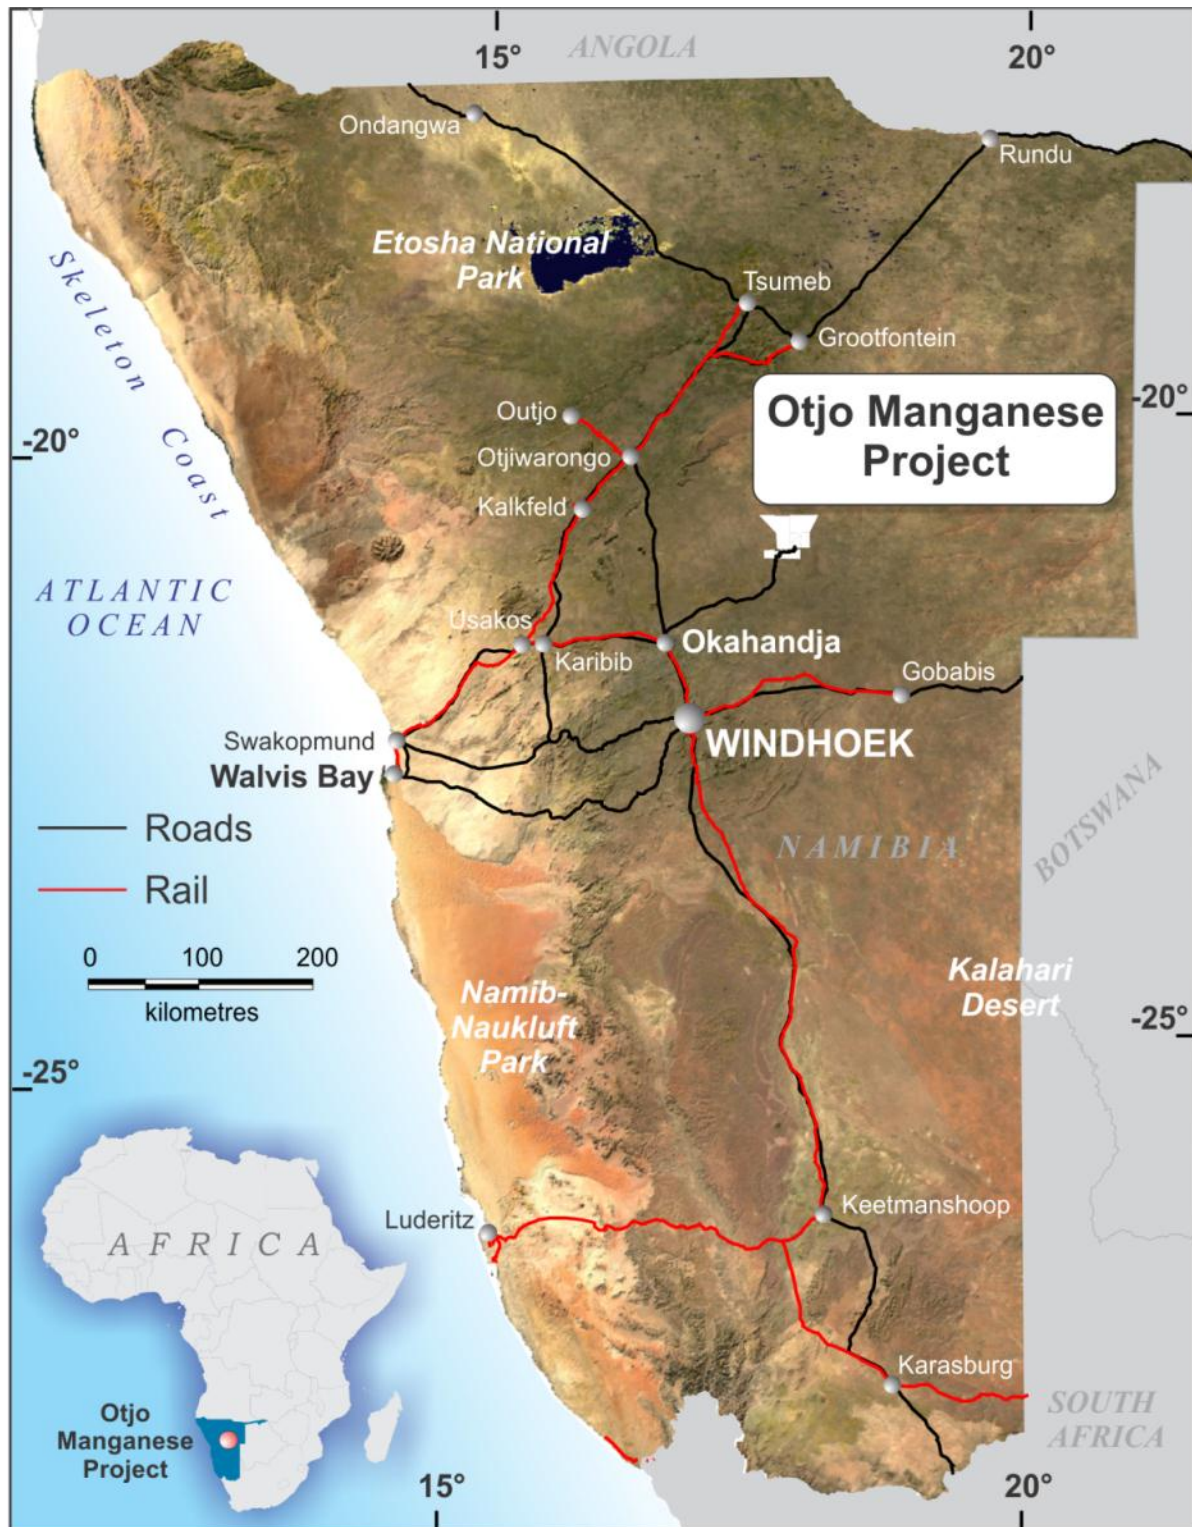 15°
ANGOLA
20°
Ondangwa
Rundu
Etosha National
Park
Skeleton Coast
Tsumeb
Grootfontein
Otjo Manganese
Project
-20°
Outjo
-20°
Otjiwarongo
Kalkfeld
ATLANTIC
OCEAN
Usakos
Karibib
Okahandja
Gobabis
Swakopmund
WINDHOEK
Walvis Bay
Roads
NAMIBIA
BOTSWANA
Rail
0 100 200
kilometres
Kalahari
Desert
Namib-
Naukluft
Park
-25°
-25°
AFRICA
Luderitz
Keetmanshoop
Karasburg
SOUTH
AFRICA
Otjo
Manganese
Project
15°
20°